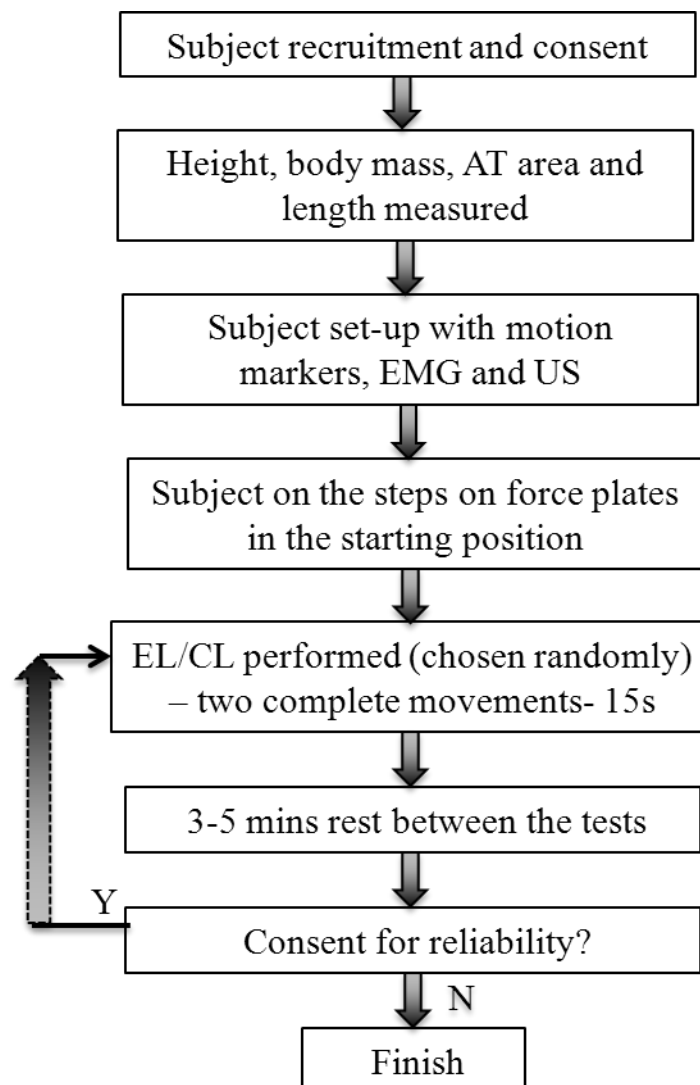 Subject recruitment and consent
Height, body mass, AT area and
length measured
Subject set-up with motion
markers, EMG and US
Subject on the steps on force plates
in the starting position
EL/CL performed (chosen randomly)
– two complete movements- 15s
3-5 mins rest between the tests
Y
Consent for reliability?
N
Finish